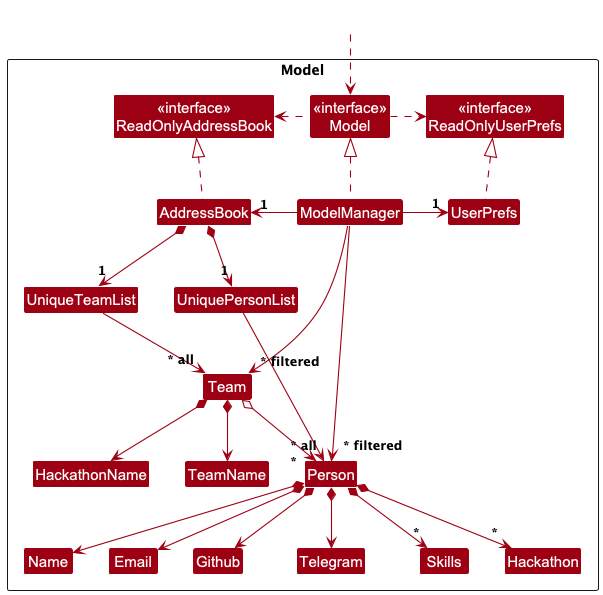 Model
«interface»
ReadOnlyAddressBook
«interface»
Model
«interface»
ReadOnlyUserPrefs
AddressBook
1
ModelManager
1
UserPrefs
1
1
UniqueTeamList
UniquePersonList
* all
* filtered
Team
* all
* filtered
*
HackathonName
TeamName
Person
*
*
Name
Email
Github
Telegram
Skills
Hackathon